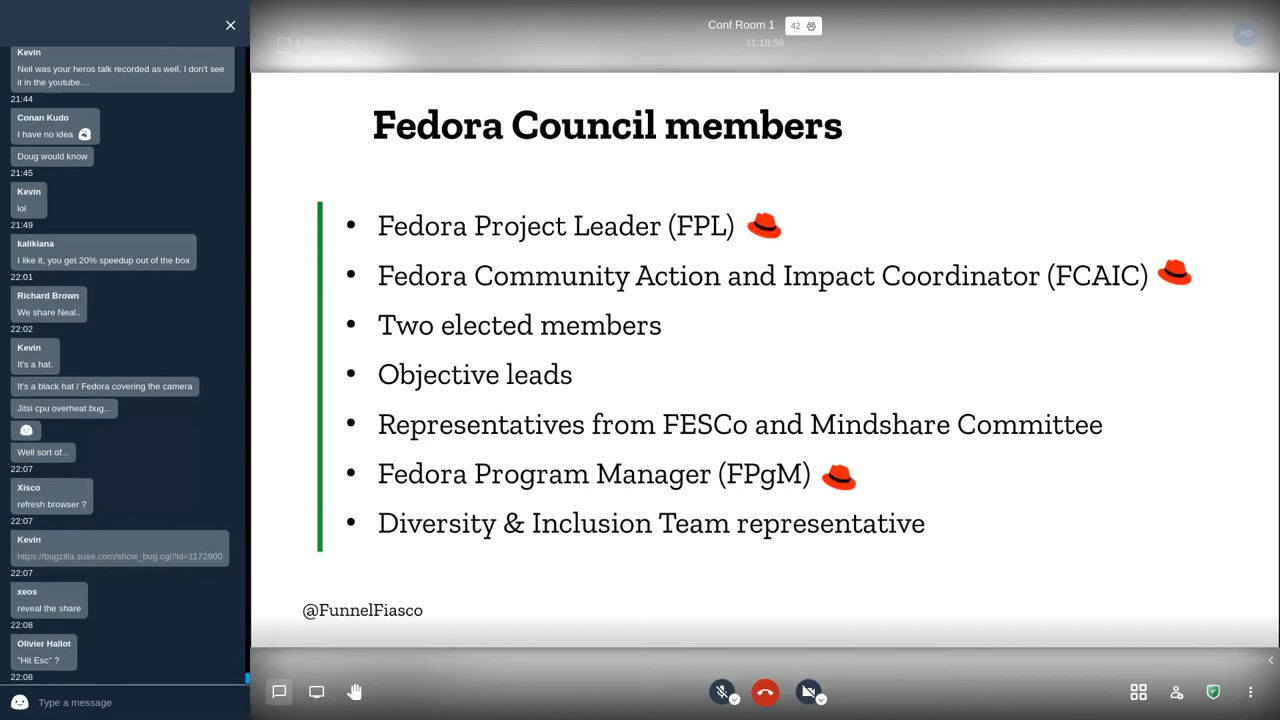 Kevin
Neil was your heros talk recorded as well, I don't see
it in the youtube....
21:44
Conan Kudo
I have no idea
Doug would know
21:45
Kevin
lol
21:49
kalikiana
I like it, you get 20% speedup out of the box
22:01
Richard Brown
We share Neal..
22:02
Kevin
It's a hat.
It's a black hat / Fedora covering the camera
Jitsi cpu overheat bug...
Well sort of...
22:07
Xisco
refresh browser ?
22:07
Kevin
https://bugzilla.suse.com/show_bug.cgi?id=1172900
22:07
xeos
reveal the share
22:08
Olivier Hallot
"Hit Esc" ?
22:08
Type a message
Conf Room 1
42
11:18:56
HD
Fedora Council members
• Fedora Project Leader (FPL)
• Fedora Community Action and Impact Coordinator (FCAIC)
• Two elected members
• Objective leads
• Representatives from FESCo and Mindshare Committee
• Fedora Program Manager (FPgM)
• Diversity & Inclusion Team representative
@FunnelFiasco